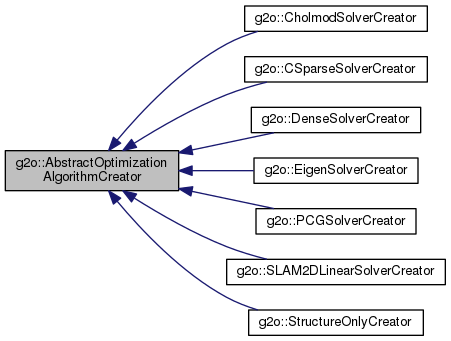 g2o::CholmodSolverCreator
g2o::CSparseSolverCreator
g2o::DenseSolverCreator
g2o::AbstractOptimization
AlgorithmCreator
g2o::EigenSolverCreator
g2o::PCGSolverCreator
g2o::SLAM2DLinearSolverCreator
g2o::StructureOnlyCreator